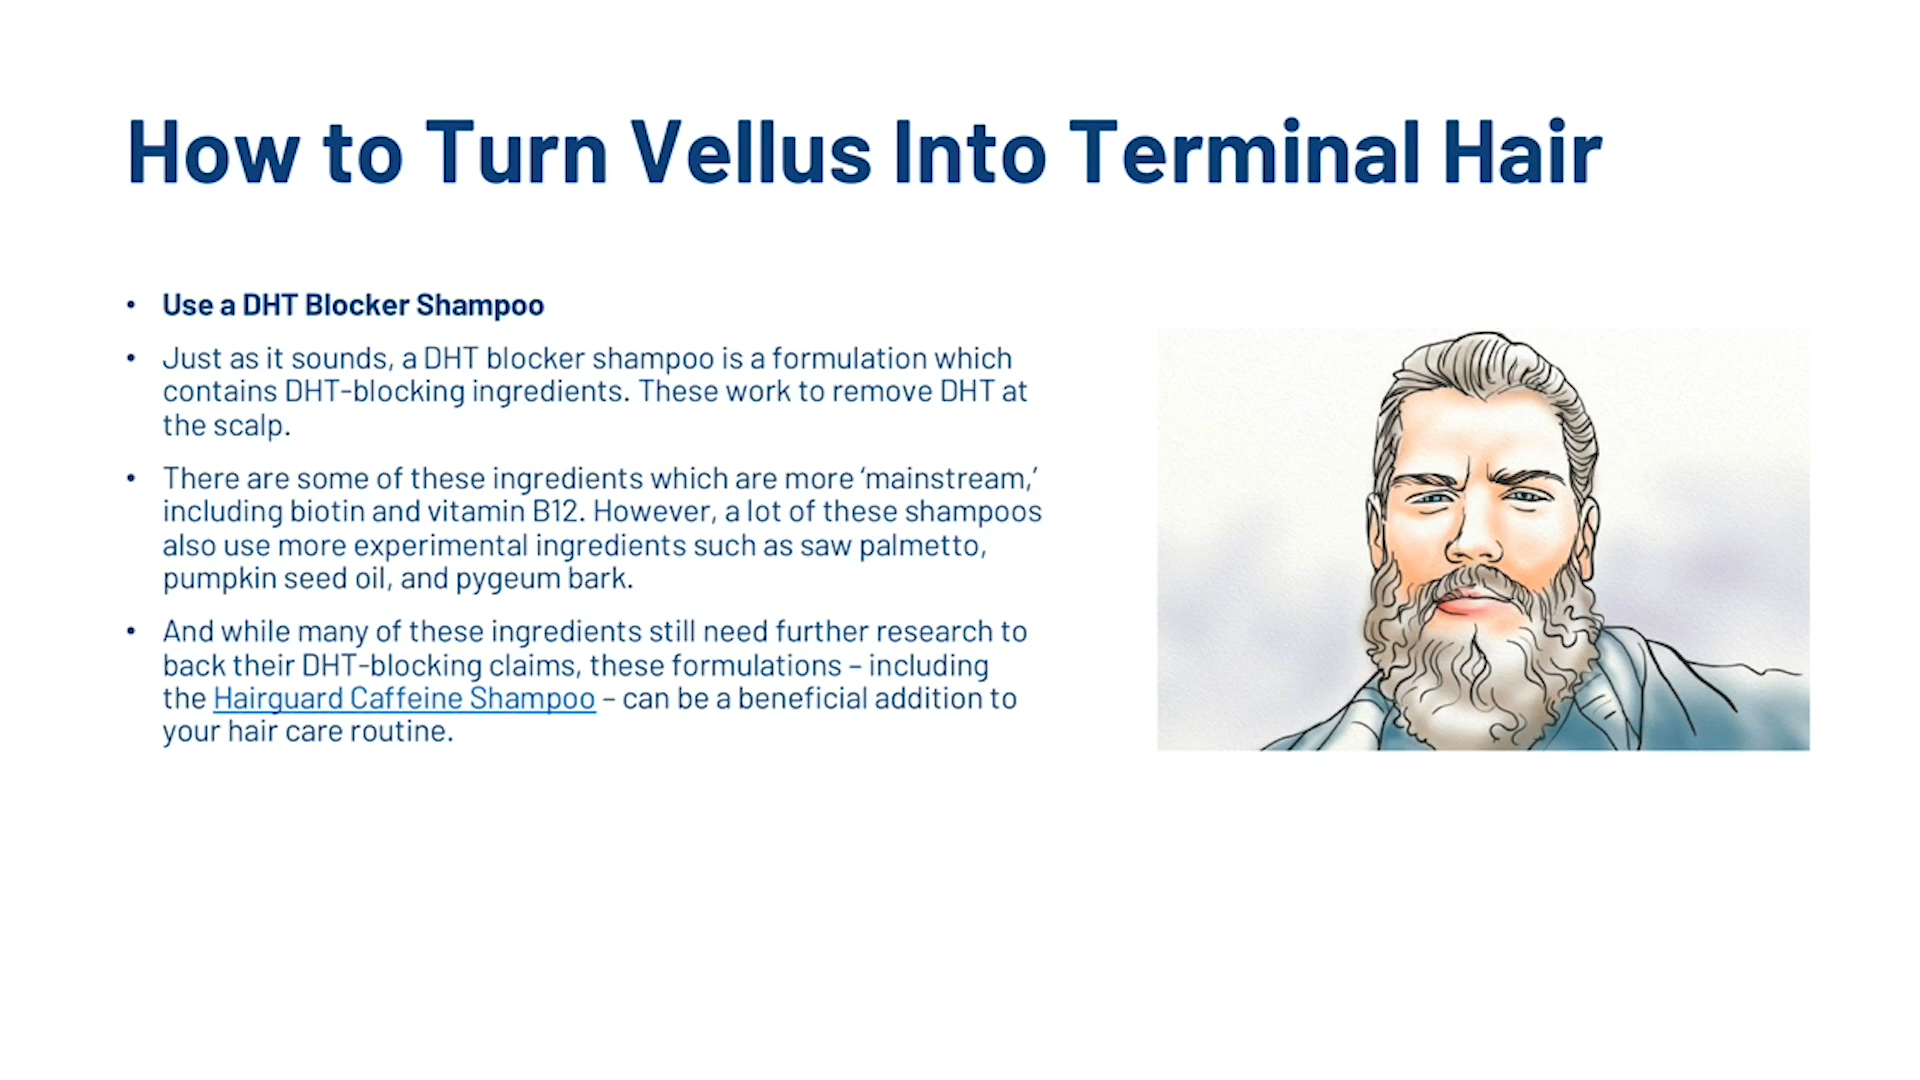 How to Turn Vellus Into Terminal Hair
• Use a DHT Blocker Shampoo
• Just as it sounds, a DHT blocker shampoo is a formulation which
contains DHT-blocking ingredients. These work to remove DHT at
the scalp.
• There are some of these ingredients which are more ‘mainstream,’
including biotin and vitamin B12. However, a lot of these shampoos
also use more experimental ingredients such as saw palmetto,
pumpkin seed oil, and pygeum bark.
• And while many of these ingredients still need further research to
back their DHT-blocking claims, these formulations – including
the Hairguard Caffeine Shampoo – can be a beneficial addition to
your hair care routine.